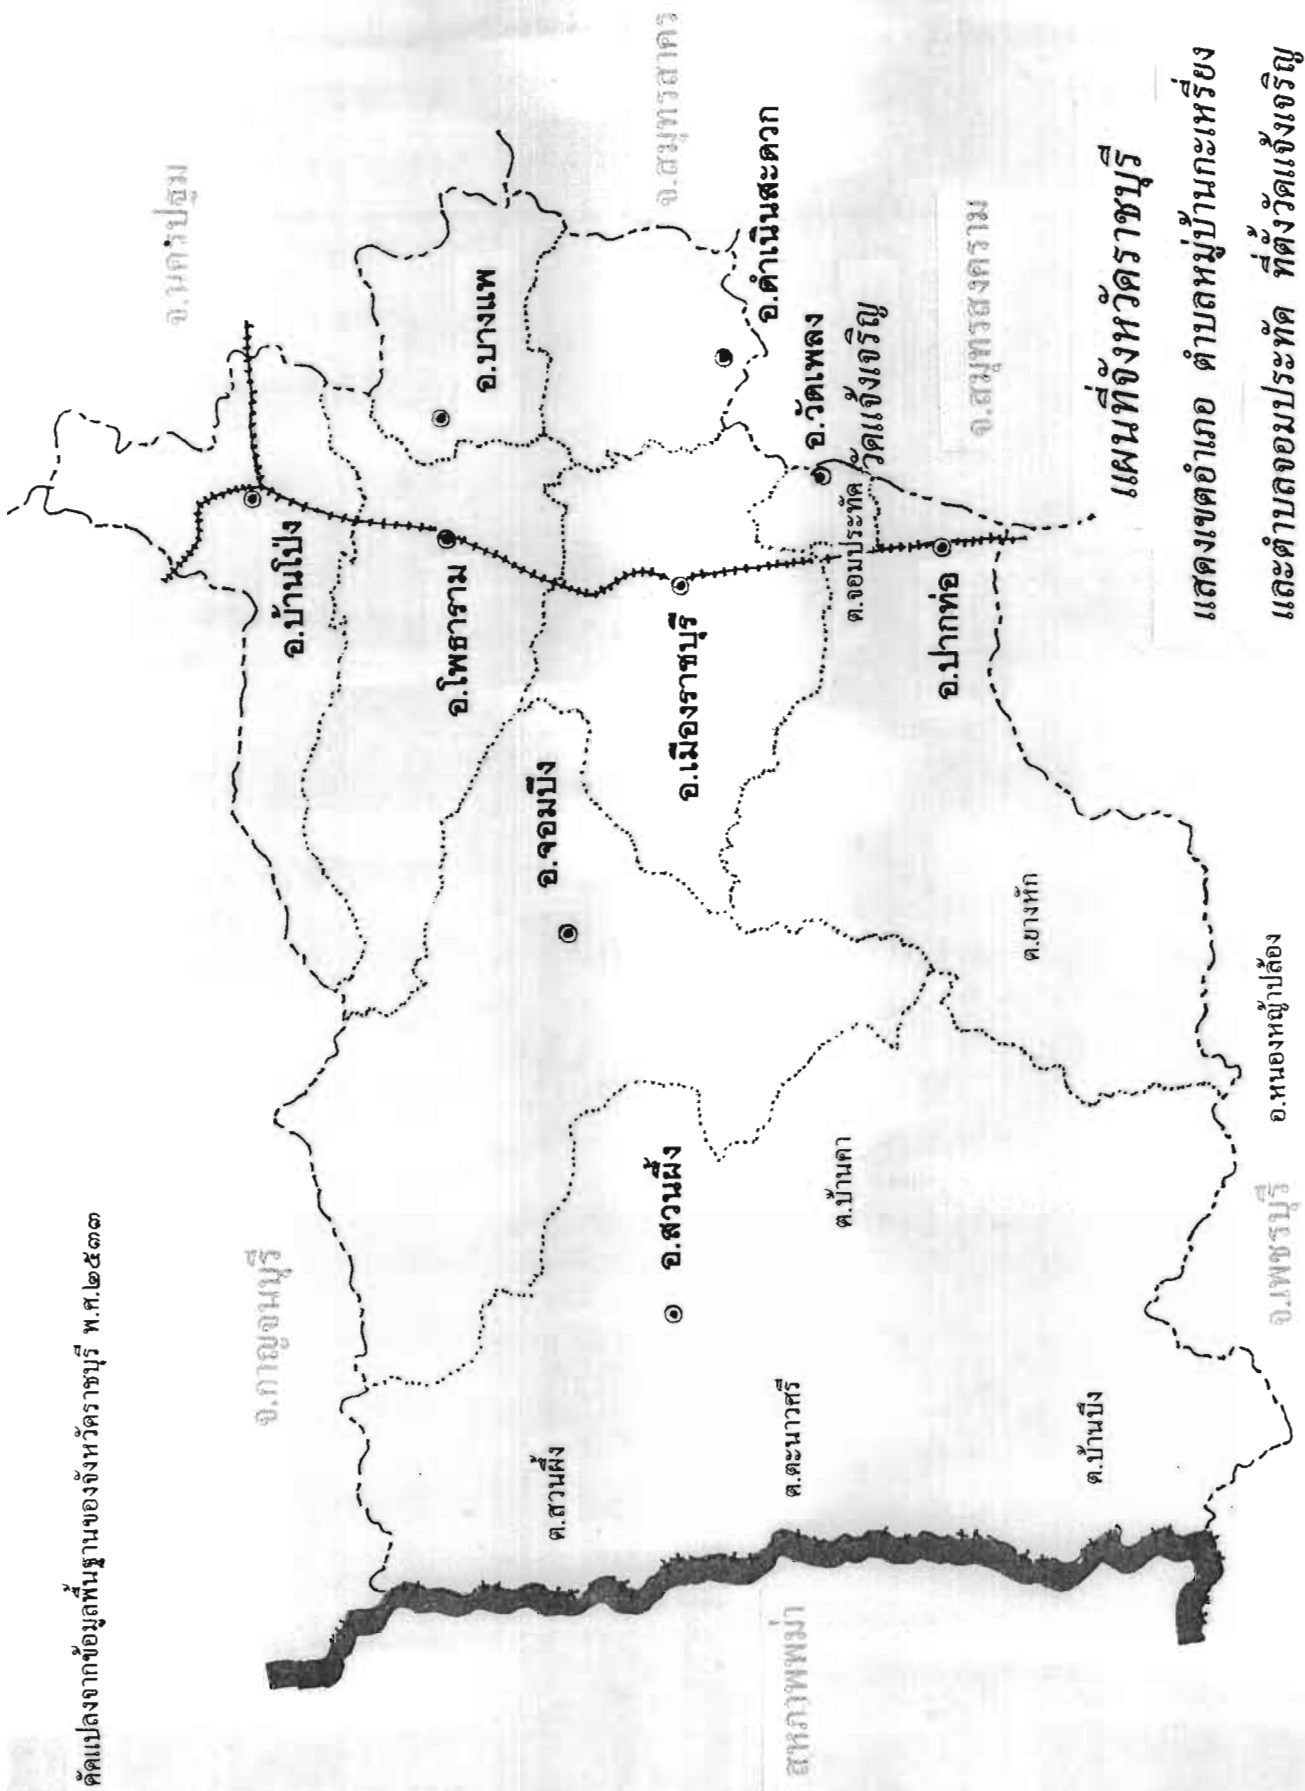 คัดแปลงจากข้อมูลพื้นฐานของจังหวัดราชบุรี พ.ศ.๒๕๓๓
จ.กาญจนบุรี
จ.นครปฐม
อ.บ้านโป่ง
อ.โพธาราม
อ.บางแพ
จ.สมุทรสาคร
อ.จอมบึง
ต.สวนผึ้ง
อ.สวนผึ้ง
อ.เมืองราชบุรี
อ.ดำเนินสะดวก
สหภาพพม่า
ต.ตะนาวศรี
ต.บ้านคา
อ.วัดเพลง
ต.จอมประทัด
วัดแจ้งเจริญ
อ.ปากท่อ
จ.สมุทรสงคราม
ต.ยางหัก
ต.บ้านบึง
อ.หนองหญ้าปล้อง
จ.เพชรบุรี
แผนที่จังหวัดราชบุรี
แสดงเขตอำเภอ ตำบลหมู่บ้านกะเหรี่ยง
และตำบลจอมประทัด ที่ตั้งวัดแจ้งเจริญ